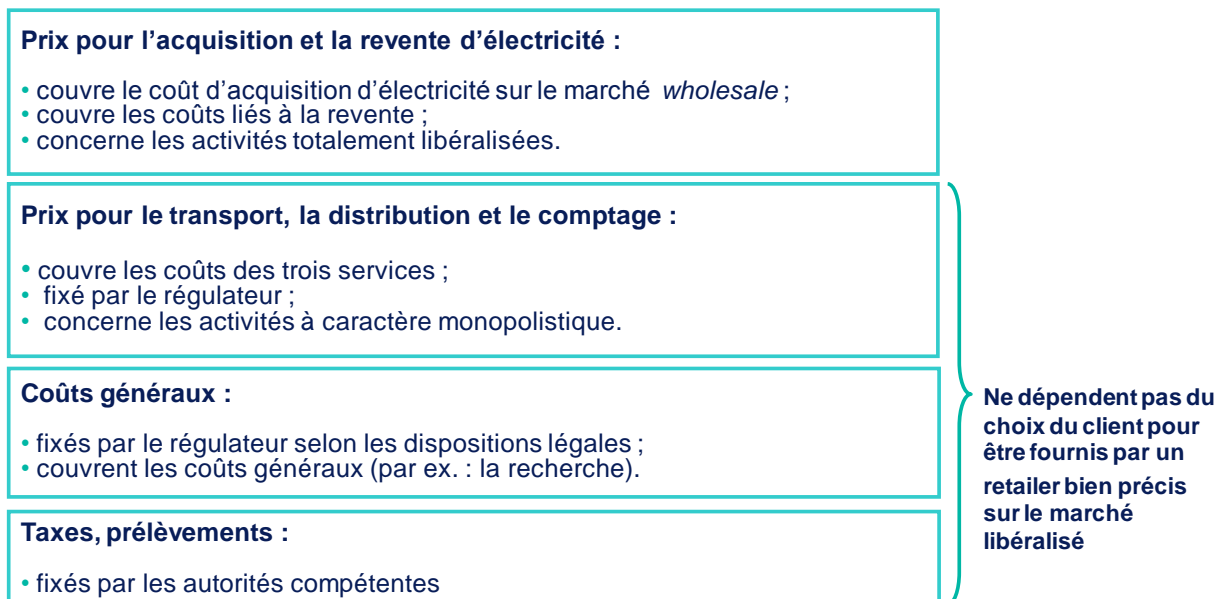 Prix pour l’acquisition et la revente d’électricité :
• couvre le coût d’acquisition d’électricité sur le marché wholesale ;
• couvre les coûts liés à la revente ;
• concerne les activités totalement libéralisées.
Prix pour le transport, la distribution et le comptage :
• couvre les coûts des trois services ;
• fixé par le régulateur ;
• concerne les activités à caractère monopolistique.
Coûts généraux :
• fixés par le régulateur selon les dispositions légales ;
• couvrent les coûts généraux (par ex. : la recherche).
Taxes, prélèvements :
• fixés par les autorités compétentes
Ne dépendent pas du
choix du client pour
être fournis par un
retailer bien précis
sur le marché
libéralisé